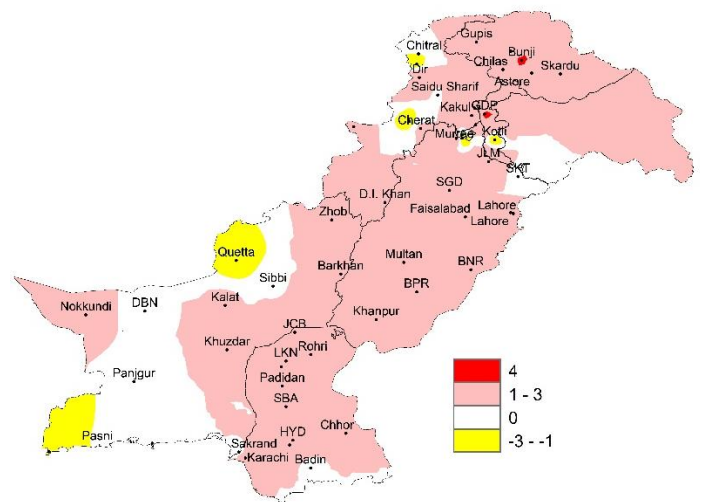 Gupis
Chitral
Bunji
Dir
Chilas
Skardu
Astore
Saidu Sharif
Kakul
GDP
Cherat
Murree
Kotli
JLM
SKT
SGD
D.I. Khan
Zhob
Faisalabad
Lahore
Lahore
Quetta
Multan
BNR
Sibbi
Barkhan
BPR
Nokkundi
DBN
Kalat
Khanpur
JCB
Khuzdar
Rohri
LKN
Panjgur
Padidan
SBA
Chhor
Pasni
HYD
Sakrand
Karachi
Badin
4
1 - 3
0
-3 - -1